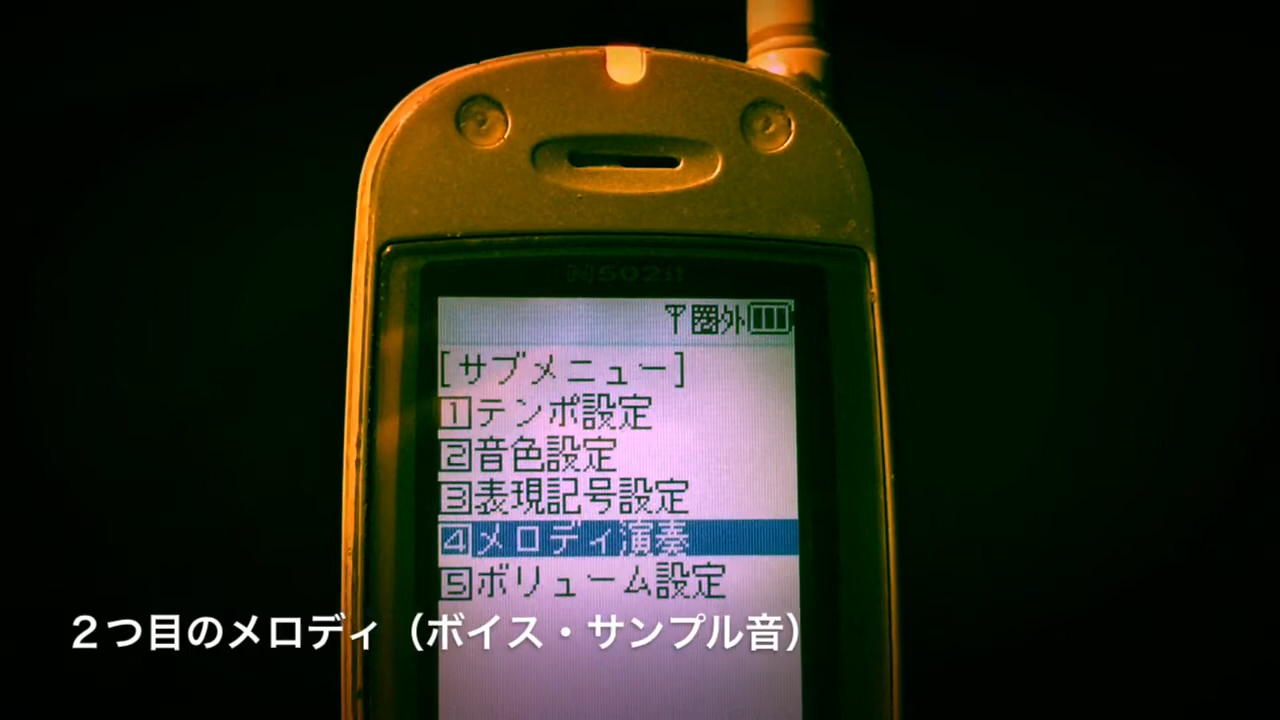 N502it
圏外
[サブメニュー]
1テンポ設定
2音色設定
3表現記号設定
4メロディ演奏
5ボリューム設定
2つ目のメロディ（ボイス・サンプル音）